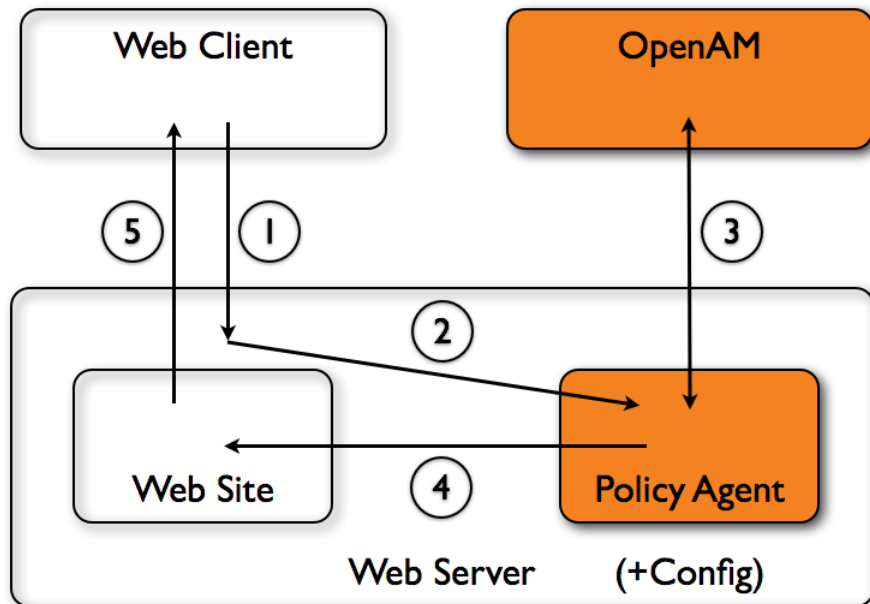 Web Client
OpenAM
5
1
3
2
4
Web Site
Policy Agent
Web Server
(+Config)